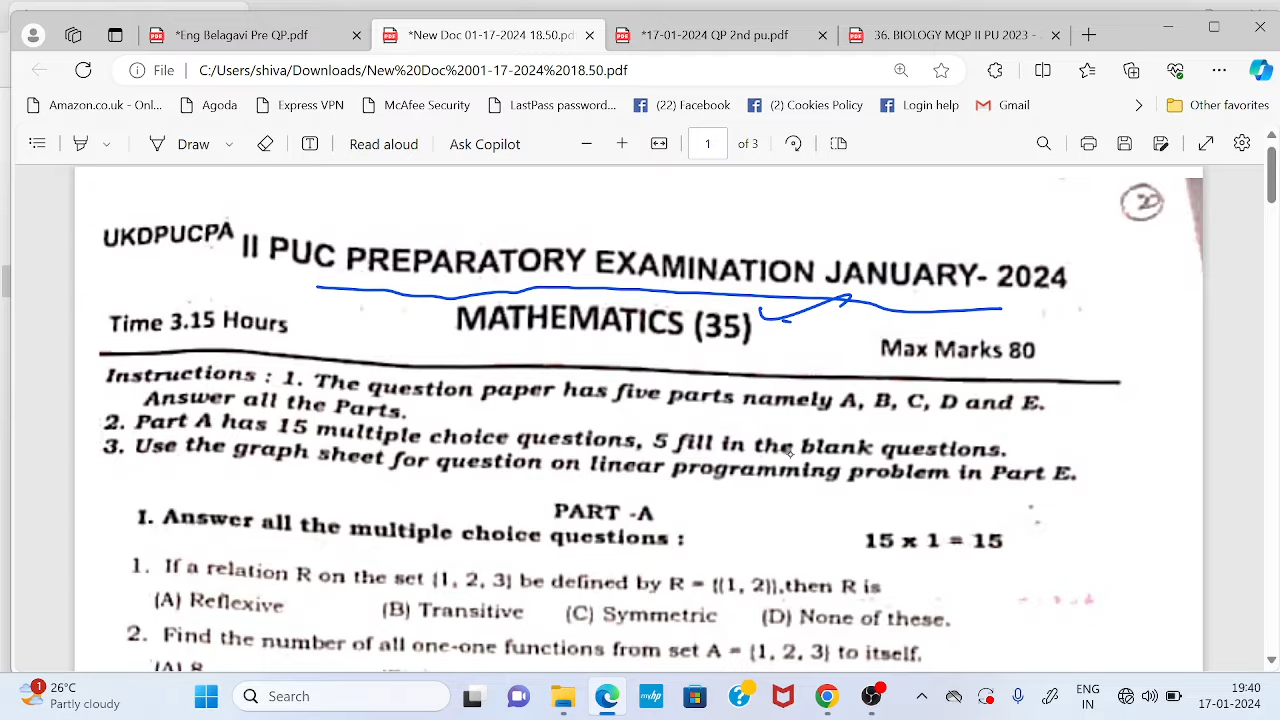 *Eng Belagavi Pre QP.pdf
*New Doc 01-17-2024 18.50.pd
*17-01-2024 QP 2nd pu.pdf
35BIOLOGY MQP II PU 2023 -
File C:/Users/shiva/Downloads/New%20Doc%2001-17-2024%2018.50.pdf
Amazon.co.uk - Onl... Agoda Express VPN McAfee Security LastPass password... (22) Facebook (2) Cookies Policy Login help Gmail Other favorites
Draw Read aloud Ask Copilot 1 of 3
20
UKDPUCPA
II PUC PREPARATORY EXAMINATION JANUARY- 2024
Time 3.15 Hours MATHEMATICS (35) Max Marks 80
Instructions : 1. The question paper has five parts namely A, B, C, D and E.
Answer all the Parts.
2. Part A has 15 multiple choice questions, 5 fill in the blank questions.
3. Use the graph sheet for question on linear programming problem in Part E.
PART -A
I. Answer all the multiple choice questions : 15 x 1 = 15
1. If a relation R on the set {1, 2, 3} be defined by R = {(1, 2)},then R is
(A) Reflexive (B) Transitive (C) Symmetric (D) None of these.
2. Find the number of all one-one functions from set A = {1, 2, 3} to itself.
1
26°C
Partly cloudy
Search
myhp
ENG
IN
19:40
17-01-2024